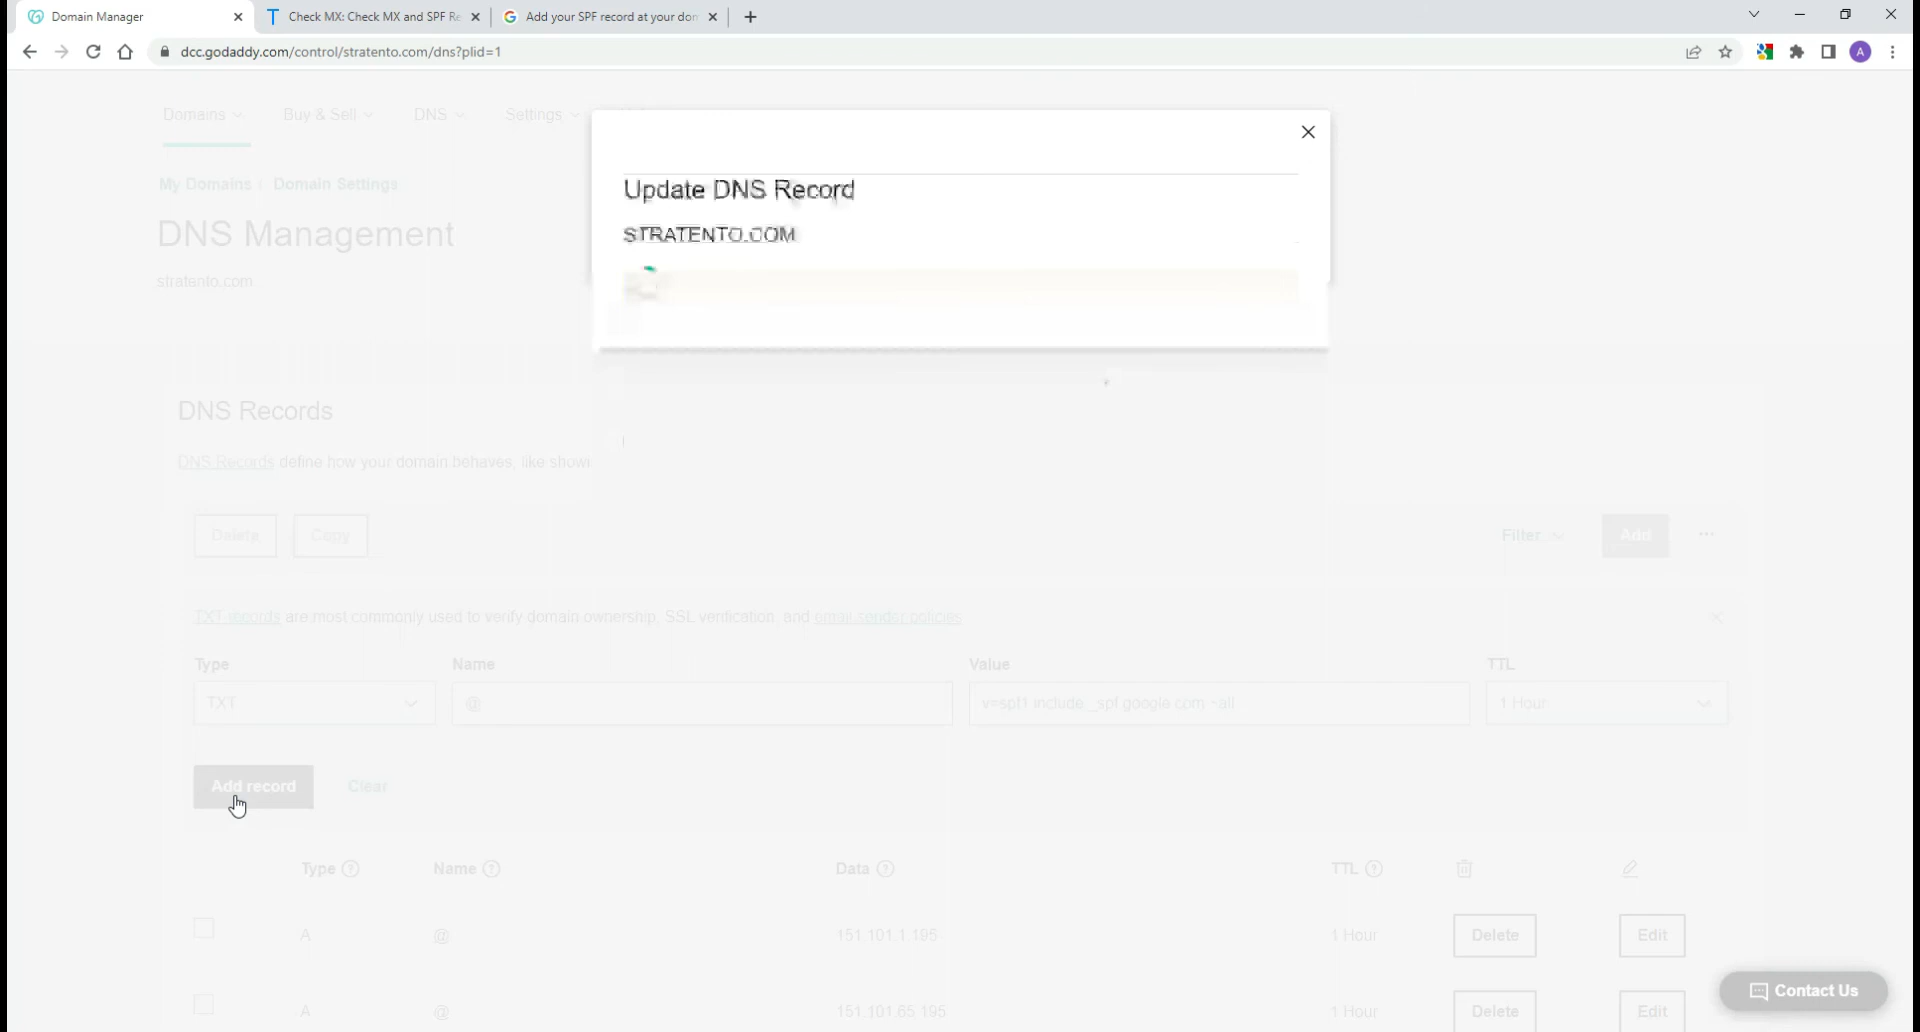 Domain Manager
Check MX: Check MX and SPF Re
Add your SPF record at your don
dcc.godaddy.com/control/stratento.com/dns?plid=1
A
Domains
Buy & Sell
DNS
Settings
My Domains
Domain Settings
DNS Management
stratento.com
Update DNS Record
STRATENTO.COM
DNS Records
DNS Records define how your domain behaves, like showi
Delete
Copy
Filter
Add
TXT records are most commonly used to verify domain ownership, SSL verification, and email sender policies
Type
Name
Value
TTL
TXT
@
v=spf1 include:_spf.google.com ~all
1 Hour
Add record
Clear
Type
Name
Data
TTL
A
@
151.101.1.195
1 Hour
Delete
Edit
A
@
151.101.65.195
1 Hour
Delete
Edit
Contact Us